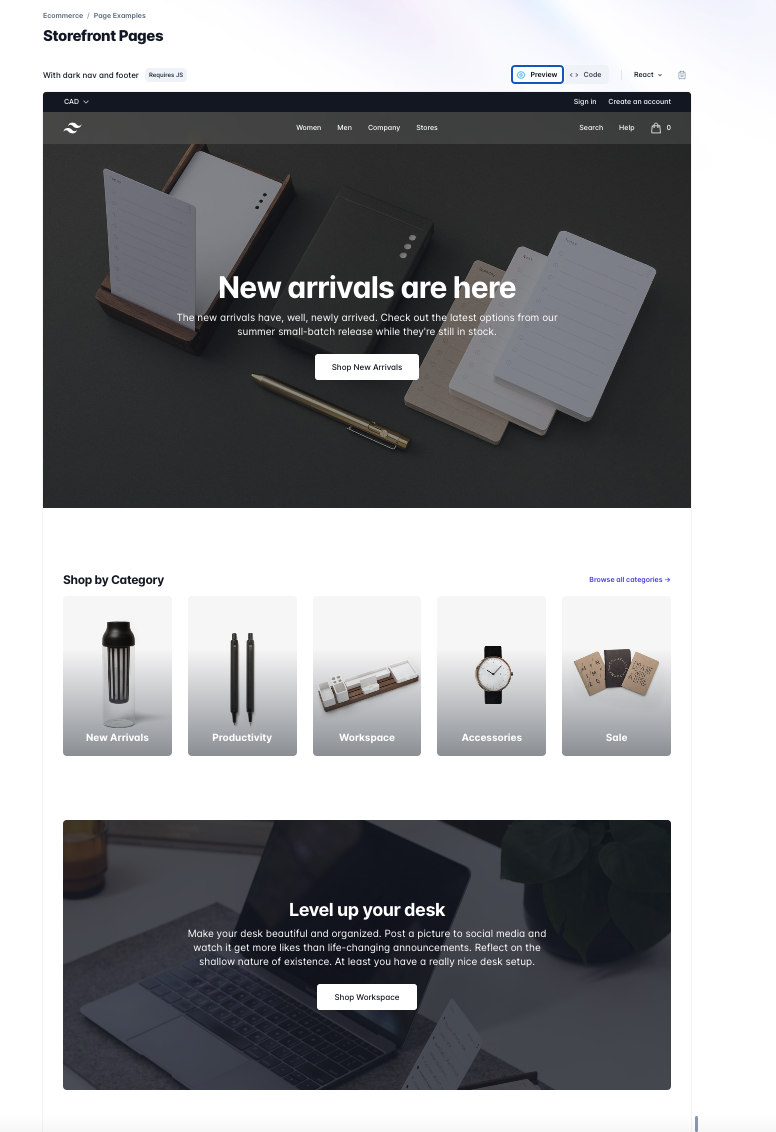 Ecommerce / Page Examples
Storefront Pages
With dark nav and footer Requires JS Preview Code React
CAD Sign in Create an account
Women Men Company Stores Search Help 0
New arrivals are here
The new arrivals have, well, newly arrived. Check out the latest options from our
summer small-batch release while they're still in stock.
Shop New Arrivals
Shop by Category Browse all categories →
New Arrivals Productivity Workspace Accessories Sale
Level up your desk
Make your desk beautiful and organized. Post a picture to social media and
watch it get more likes than life-changing announcements. Reflect on the
shallow nature of existence. At least you have a really nice desk setup.
Shop Workspace